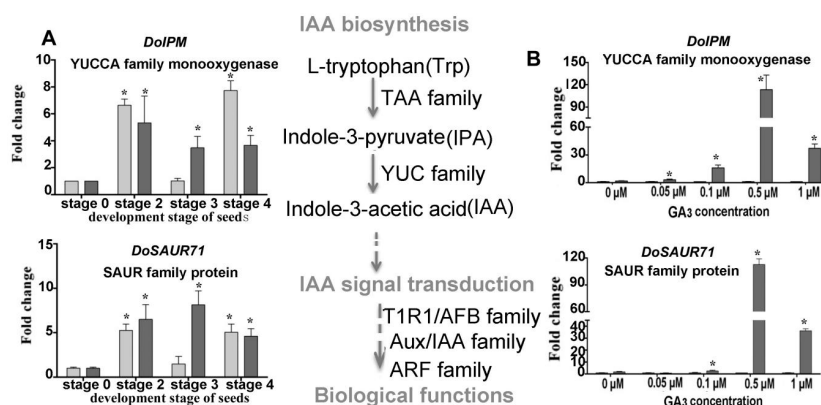 A
DoIPM
YUCCA family monooxygenase
Fold change
10
8
6
4
2
0
* * * * *
stage 0 stage 2 stage 3 stage 4
development stage of seeds
DoSAUR71
SAUR family protein
Fold change
15
10
5
0
* * * * *
stage 0 stage 2 stage 3 stage 4
development stage of seeds
IAA biosynthesis
L-tryptophan(Trp)
TAA family
Indole-3-pyruvate(IPA)
YUC family
Indole-3-acetic acid(IAA)
IAA signal transduction
T1R1/AFB family
Aux/IAA family
ARF family
Biological functions
B
DoIPM
YUCCA family monooxygenase
Fold change
150
120
90
60
30
0
* * * *
0 µM 0.05 µM 0.1 µM 0.5 µM 1 µM
GA3 concentration
DoSAUR71
SAUR family protein
Fold change
120
80
40
30
20
10
0
* * *
0 µM 0.05 µM 0.1 µM 0.5 µM 1 µM
GA3 concentration